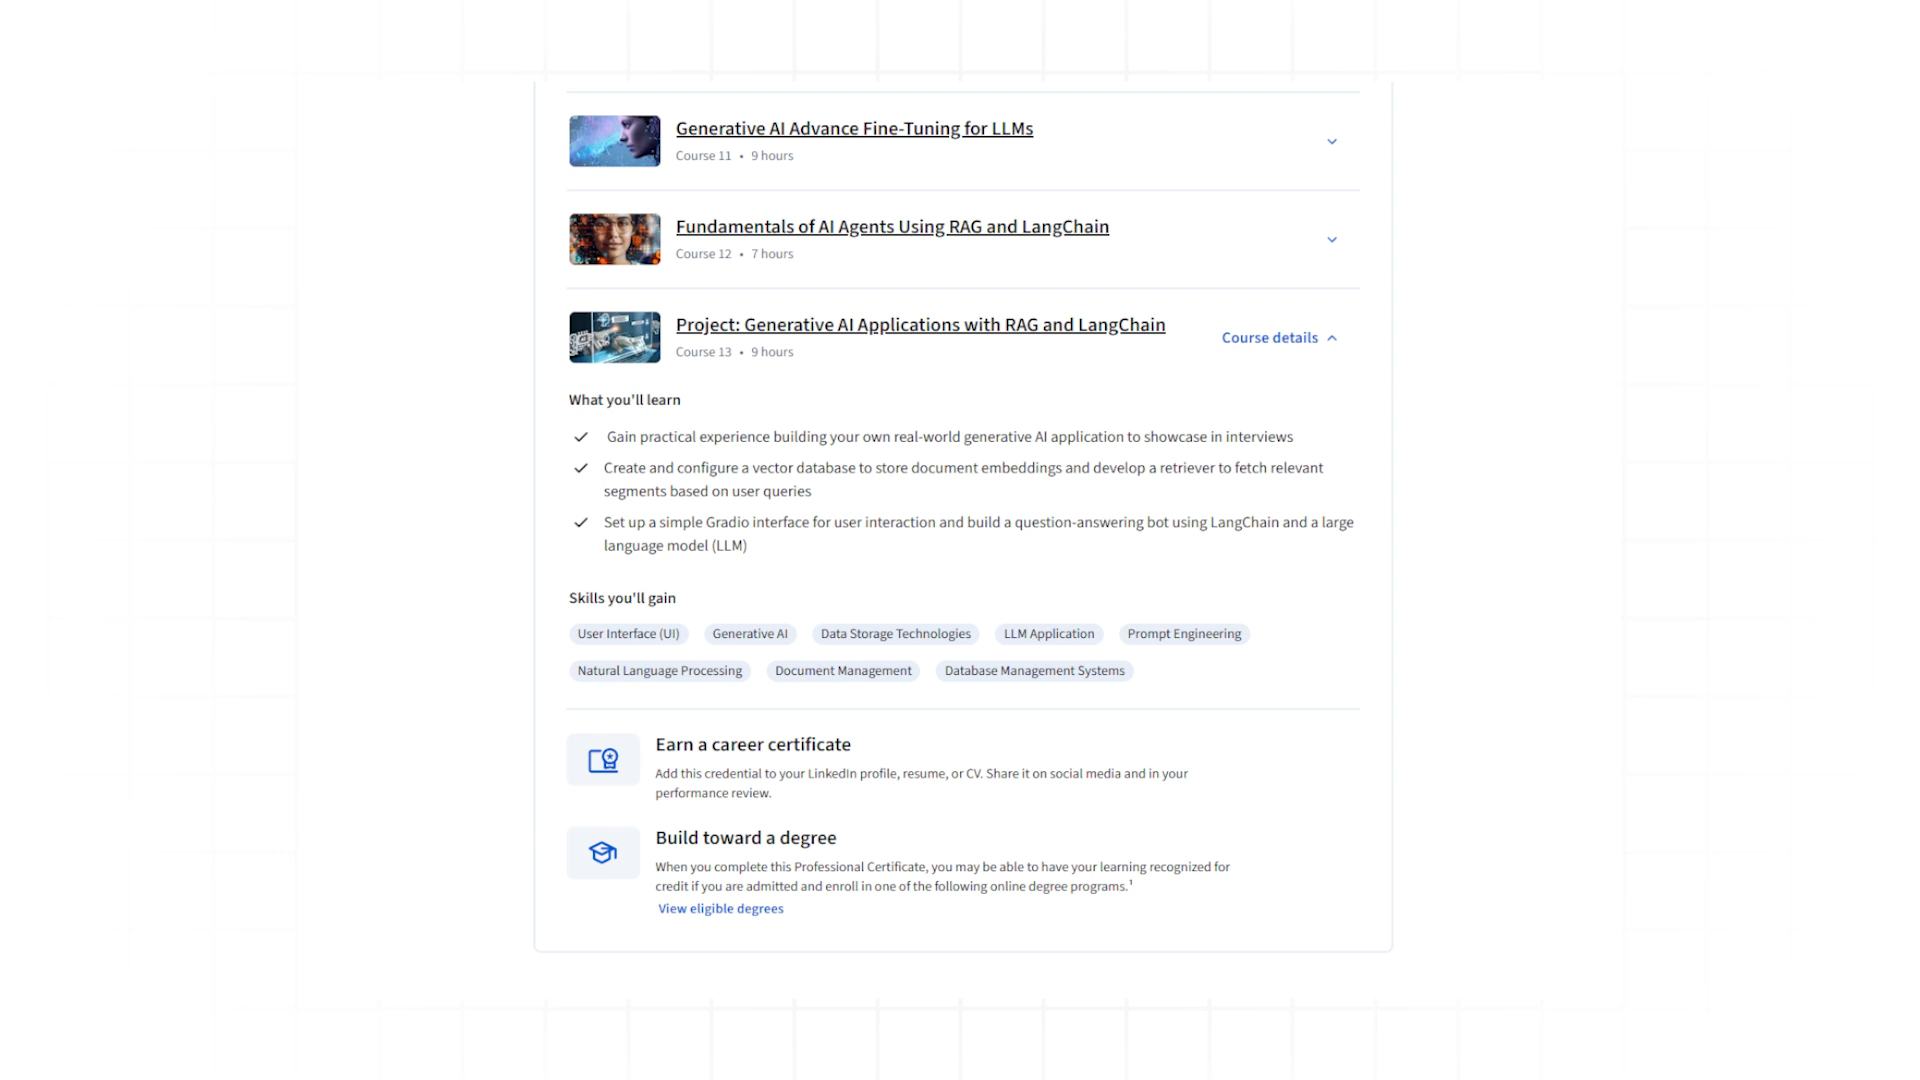 Generative AI Advance Fine-Tuning for LLMs
Course 11 • 9 hours
Fundamentals of AI Agents Using RAG and LangChain
Course 12 • 7 hours
Project: Generative AI Applications with RAG and LangChain
Course 13 • 9 hours
Course details
What you'll learn
Gain practical experience building your own real-world generative AI application to showcase in interviews
Create and configure a vector database to store document embeddings and develop a retriever to fetch relevant
segments based on user queries
Set up a simple Gradio interface for user interaction and build a question-answering bot using LangChain and a large
language model (LLM)
Skills you'll gain
User Interface (UI) Generative AI Data Storage Technologies LLM Application Prompt Engineering
Natural Language Processing Document Management Database Management Systems
Earn a career certificate
Add this credential to your LinkedIn profile, resume, or CV. Share it on social media and in your
performance review.
Build toward a degree
When you complete this Professional Certificate, you may be able to have your learning recognized for
credit if you are admitted and enroll in one of the following online degree programs.¹
View eligible degrees